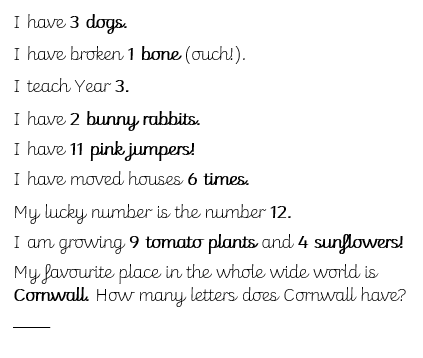 I have 3 dogs.
I have broken 1 bone (ouch!).
I teach Year 3.
I have 2 bunny rabbits.
I have 11 pink jumpers!
I have moved houses 6 times.
My lucky number is the number 12.
I am growing 9 tomato plants and 4 sunflowers!
My favourite place in the whole wide world is
Cornwall. How many letters does Cornwall have?